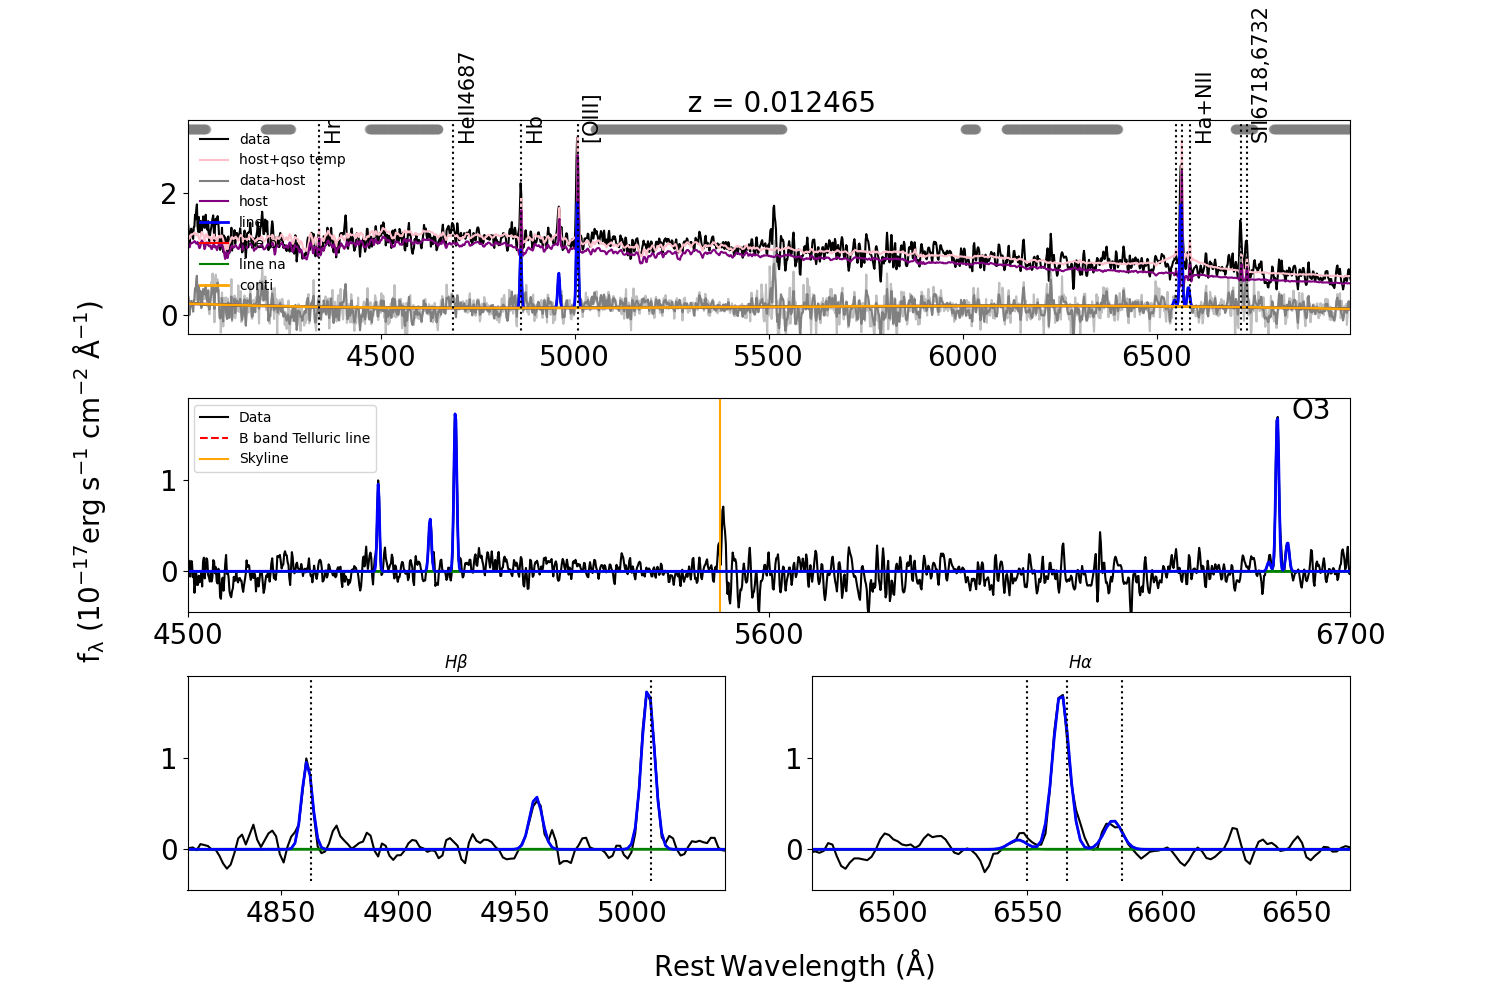 z = 0.012465
Hr
HeII4687
Hb
[OIII]
Ha+NII
SII6718,6732
data
host+qso temp
data-host
host
line
line na
conti
2
0
4500
5000
5500
6000
6500
fλ (10−17erg s−1 cm−2 Å−1)
O3
Data
B band Telluric line
Skyline
1
0
4500
5600
6700
Hβ
1
0
4850
4900
4950
5000
Hα
1
0
6500
6550
6600
6650
Rest Wavelength (Å)